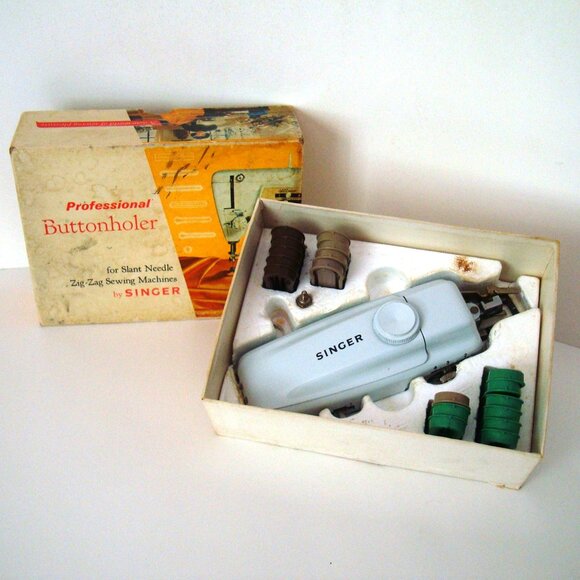 Professional
Buttonholer
for Slant Needle
Zig-Zag Sewing Machines
by SINGER
SINGER